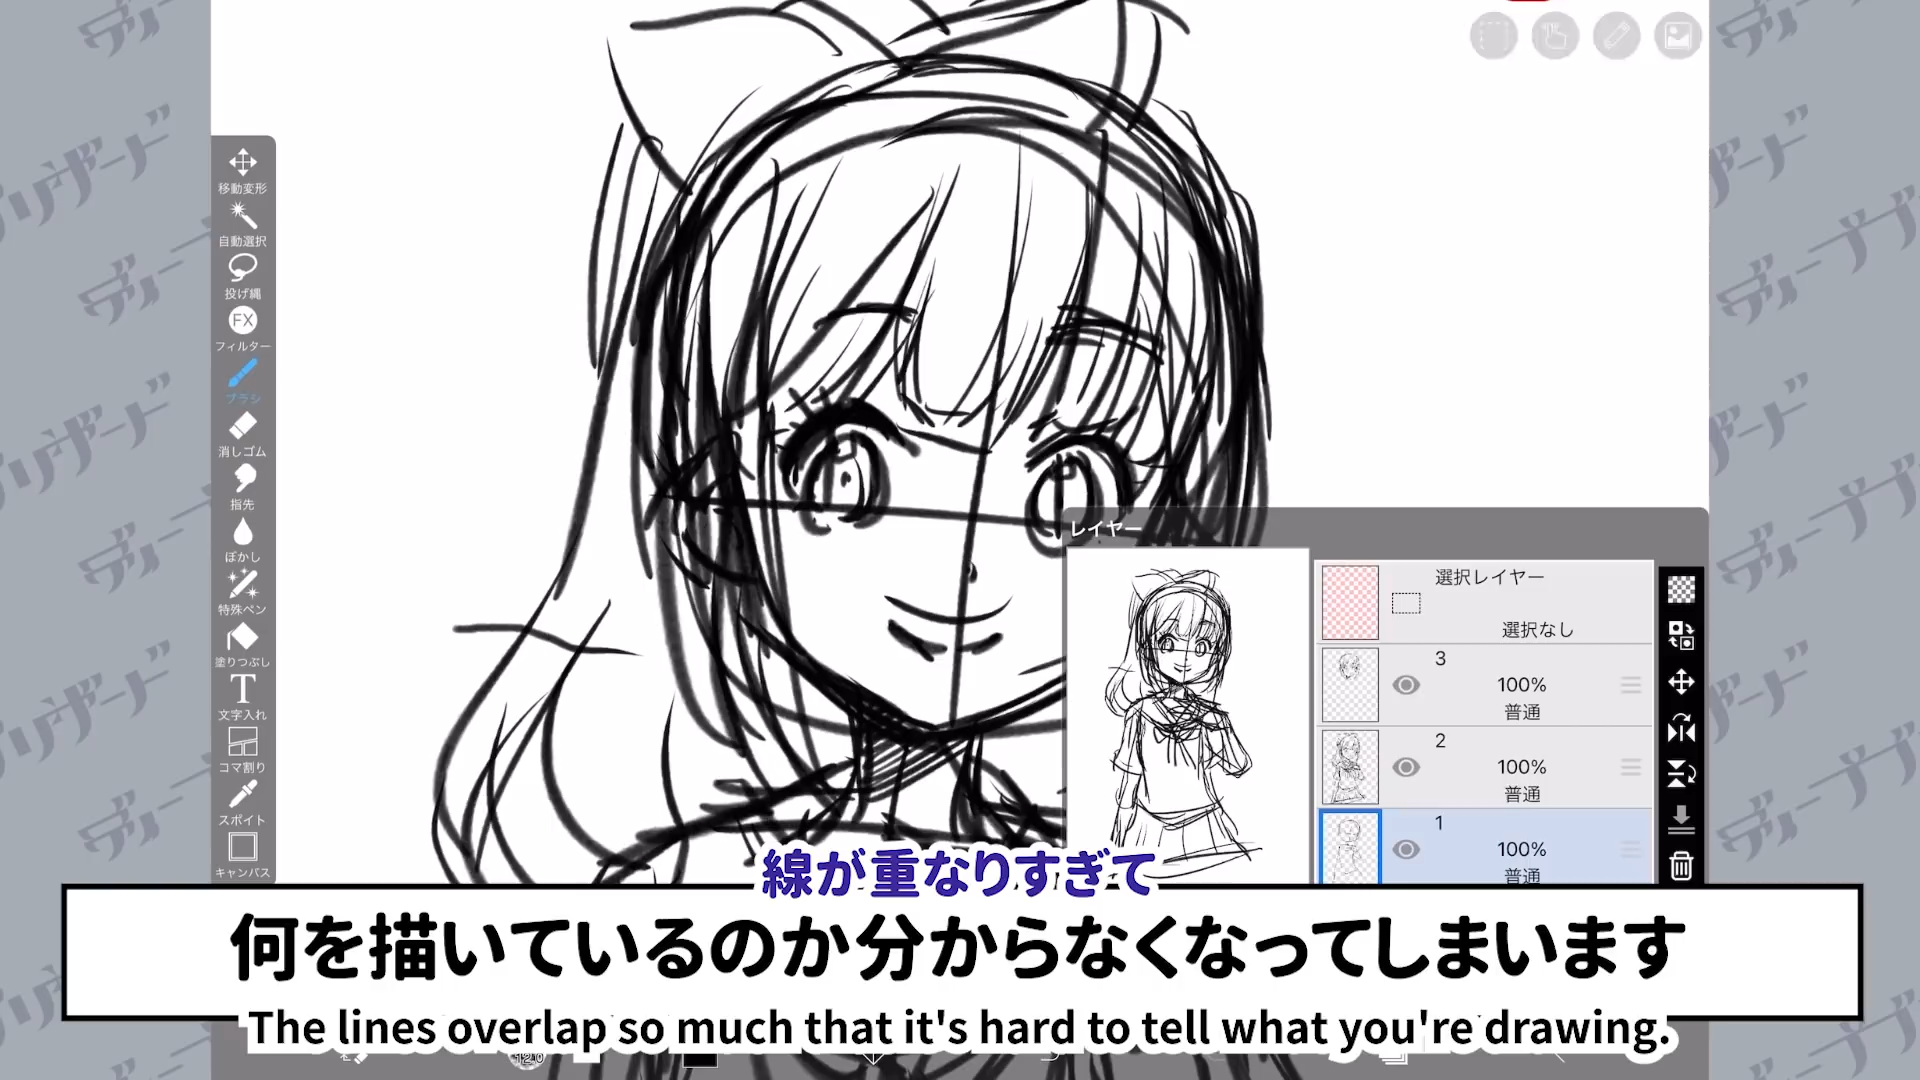 移動変形
自動選択
投げ縄
FX
フィルター
ブラシ
消しゴム
指先
ぼかし
特殊ペン
塗りつぶし
T
文字入れ
コマ割り
スポイト
キャンバス
レイヤー
選択レイヤー
選択なし
3
100%
普通
2
100%
普通
1
100%
普通
線が重なりすぎて
何を描いているのか分からなくなってしまいます
The lines overlap so much that it's hard to tell what you're drawing.
12.0